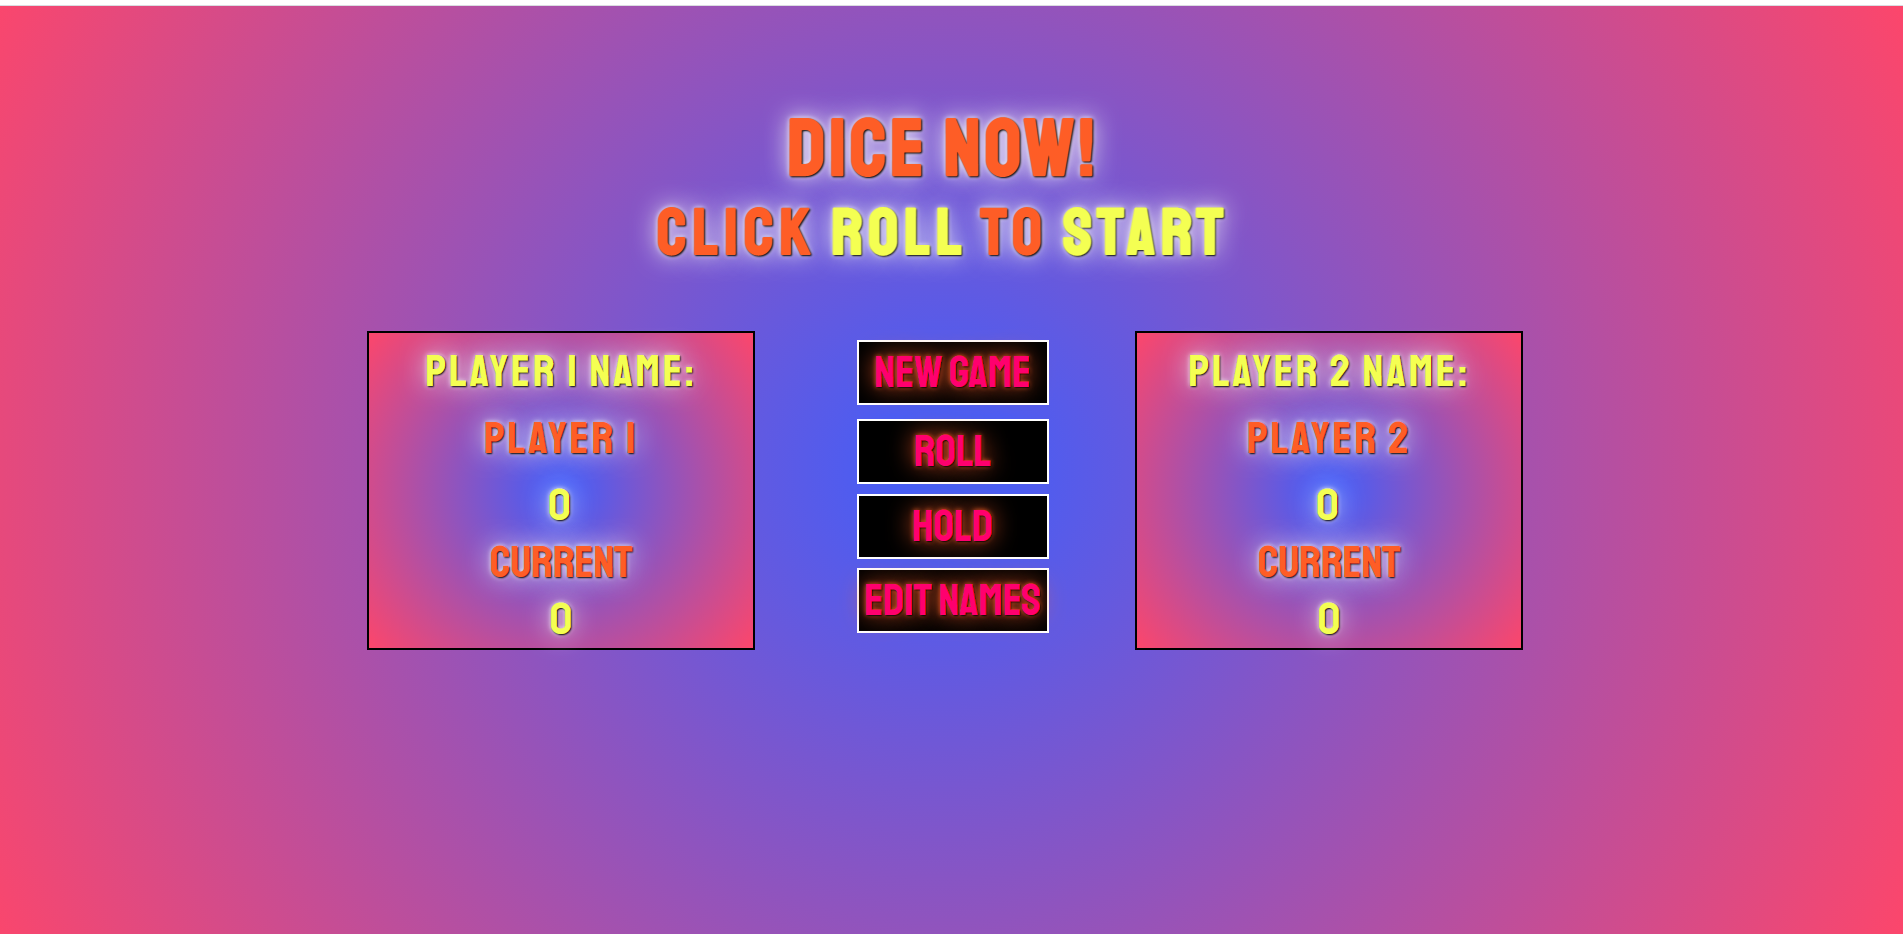 DICE NOW!
CLICK ROLL TO START
PLAYER 1 NAME:
PLAYER 1
0
CURRENT
0
NEW GAME
ROLL
HOLD
EDIT NAMES
PLAYER 2 NAME:
PLAYER 2
0
CURRENT
0